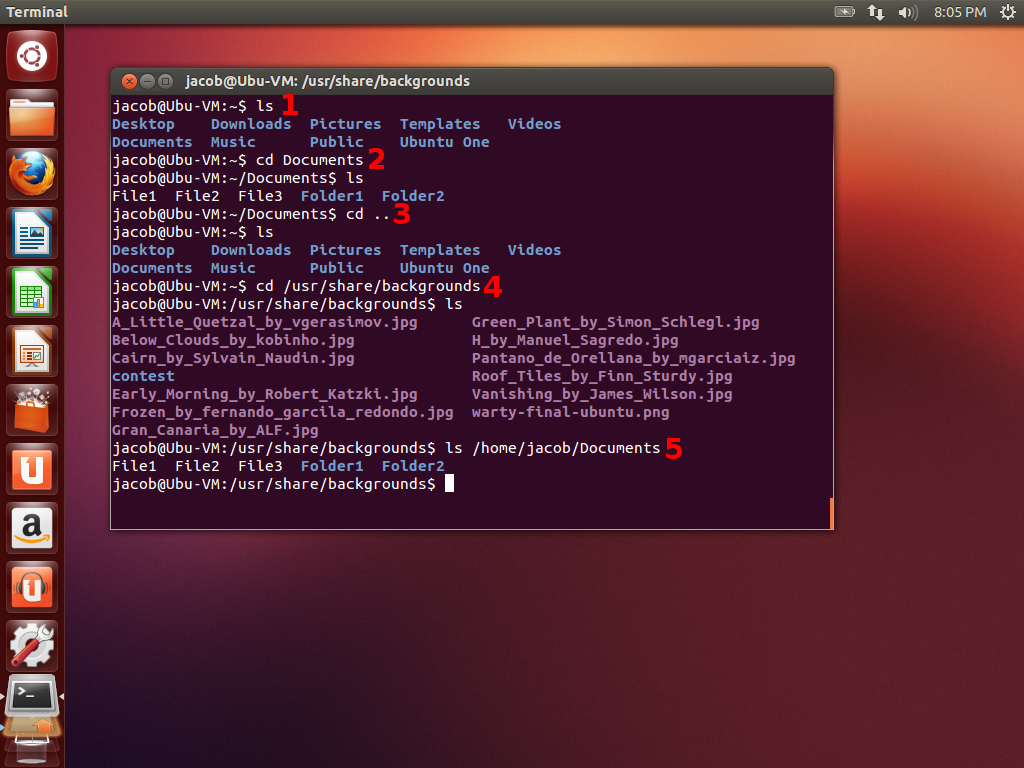 Terminal 8:05 PM
jacob@Ubu-VM: /usr/share/backgrounds
jacob@Ubu-VM:~$ ls 1
Desktop Downloads Pictures Templates Videos
Documents Music Public Ubuntu One
jacob@Ubu-VM:~$ cd Documents 2
jacob@Ubu-VM:~/Documents$ ls
File1 File2 File3 Folder1 Folder2
jacob@Ubu-VM:~/Documents$ cd .. 3
jacob@Ubu-VM:~$ ls
Desktop Downloads Pictures Templates Videos
Documents Music Public Ubuntu One
jacob@Ubu-VM:~$ cd /usr/share/backgrounds 4
jacob@Ubu-VM:/usr/share/backgrounds$ ls
A_Little_Quetzal_by_vgerasimov.jpg Green_Plant_by_Simon_Schlegl.jpg
Below_Clouds_by_kobinho.jpg H_by_Manuel_Sagredo.jpg
Cairn_by_Sylvain_Naudin.jpg Pantano_de_Orellana_by_mgarciaiz.jpg
contest Roof_Tiles_by_Finn_Sturdy.jpg
Early_Morning_by_Robert_Katzki.jpg Vanishing_by_James_Wilson.jpg
Frozen_by_fernando_garcila_redondo.jpg warty-final-ubuntu.png
Gran_Canaria_by_ALF.jpg
jacob@Ubu-VM:/usr/share/backgrounds$ ls /home/jacob/Documents 5
File1 File2 File3 Folder1 Folder2
jacob@Ubu-VM:/usr/share/backgrounds$
U
a
U
>_